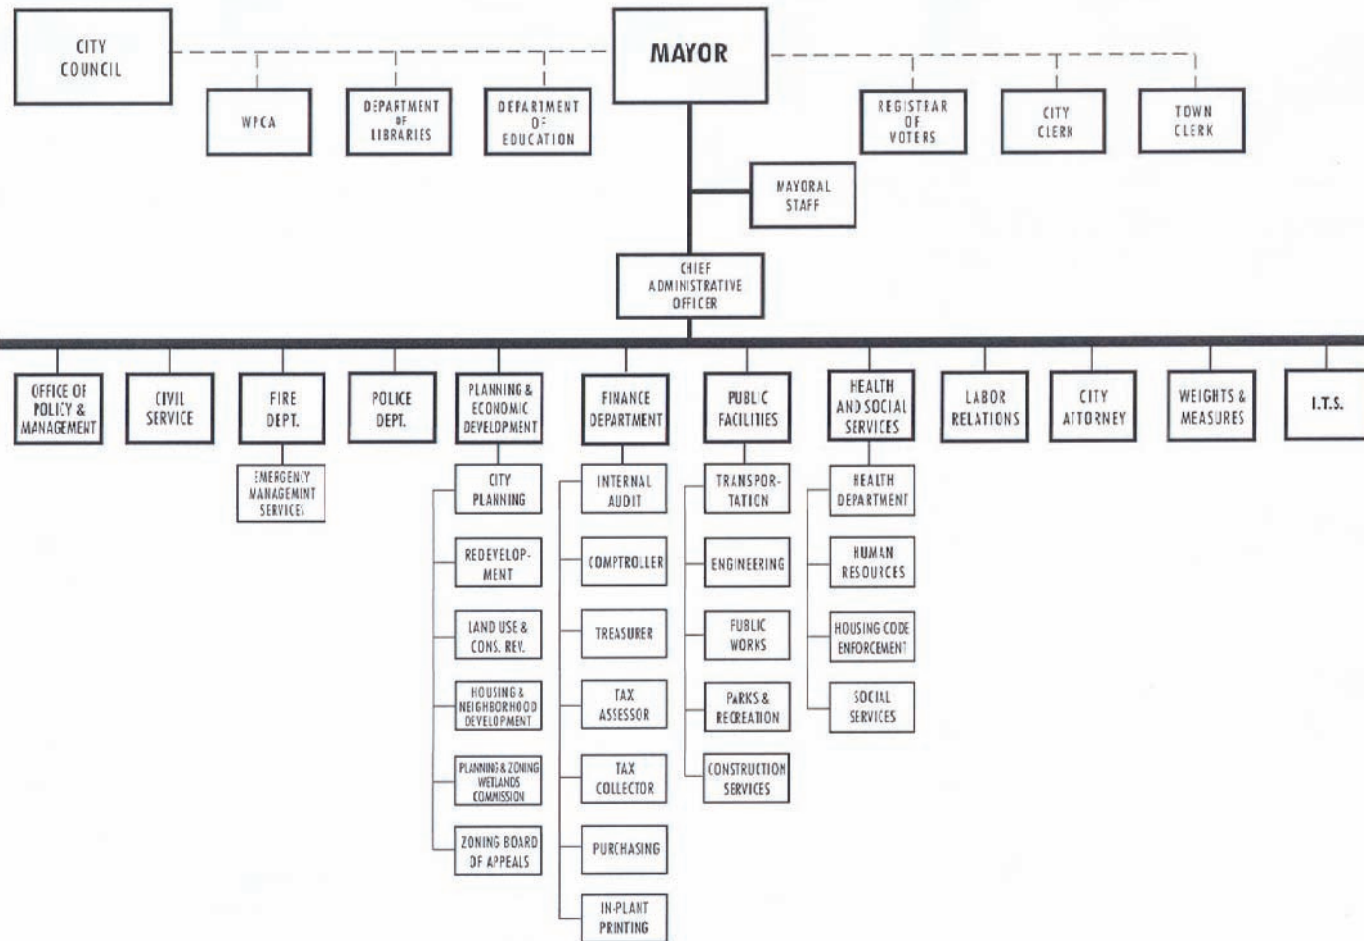 CITY
COUNCIL
MAYOR
WPCA
DEPARTMENT
OF
LIBRARIES
DEPARTMENT
OF
EDUCATION
REGISTRAR
OF
VOTERS
CITY
CLERK
TOWN
CLERK
MAYORAL
STAFF
CHIEF
ADMINISTRATIVE
OFFICER
OFFICE OF
POLICY &
MANAGEMENT
CIVIL
SERVICE
FIRE
DEPT.
POLICE
DEPT.
PLANNING &
ECONOMIC
DEVELOPMENT
FINANCE
DEPARTMENT
PUBLIC
FACILITIES
HEALTH
AND SOCIAL
SERVICES
LABOR
RELATIONS
CITY
ATTORNEY
WEIGHTS &
MEASURES
I.T.S.
EMERGENCY
MANAGEMENT
SERVICES
CITY
PLANNING
REDEVELOP-
MENT
LAND USE &
CONS. REV.
HOUSING &
NEIGHBORHOOD
DEVELOPMENT
PLANNING & ZONING
WETLANDS
COMMISSION
ZONING BOARD
OF APPEALS
INTERNAL
AUDIT
COMPTROLLER
TREASURER
TAX
ASSESSOR
TAX
COLLECTOR
PURCHASING
IN-PLANT
PRINTING
TRANSPOR-
TATION
ENGINEERING
PUBLIC
WORKS
PARKS &
RECREATION
CONSTRUCTION
SERVICES
HEALTH
DEPARTMENT
HUMAN
RESOURCES
HOUSING CODE
ENFORCEMENT
SOCIAL
SERVICES